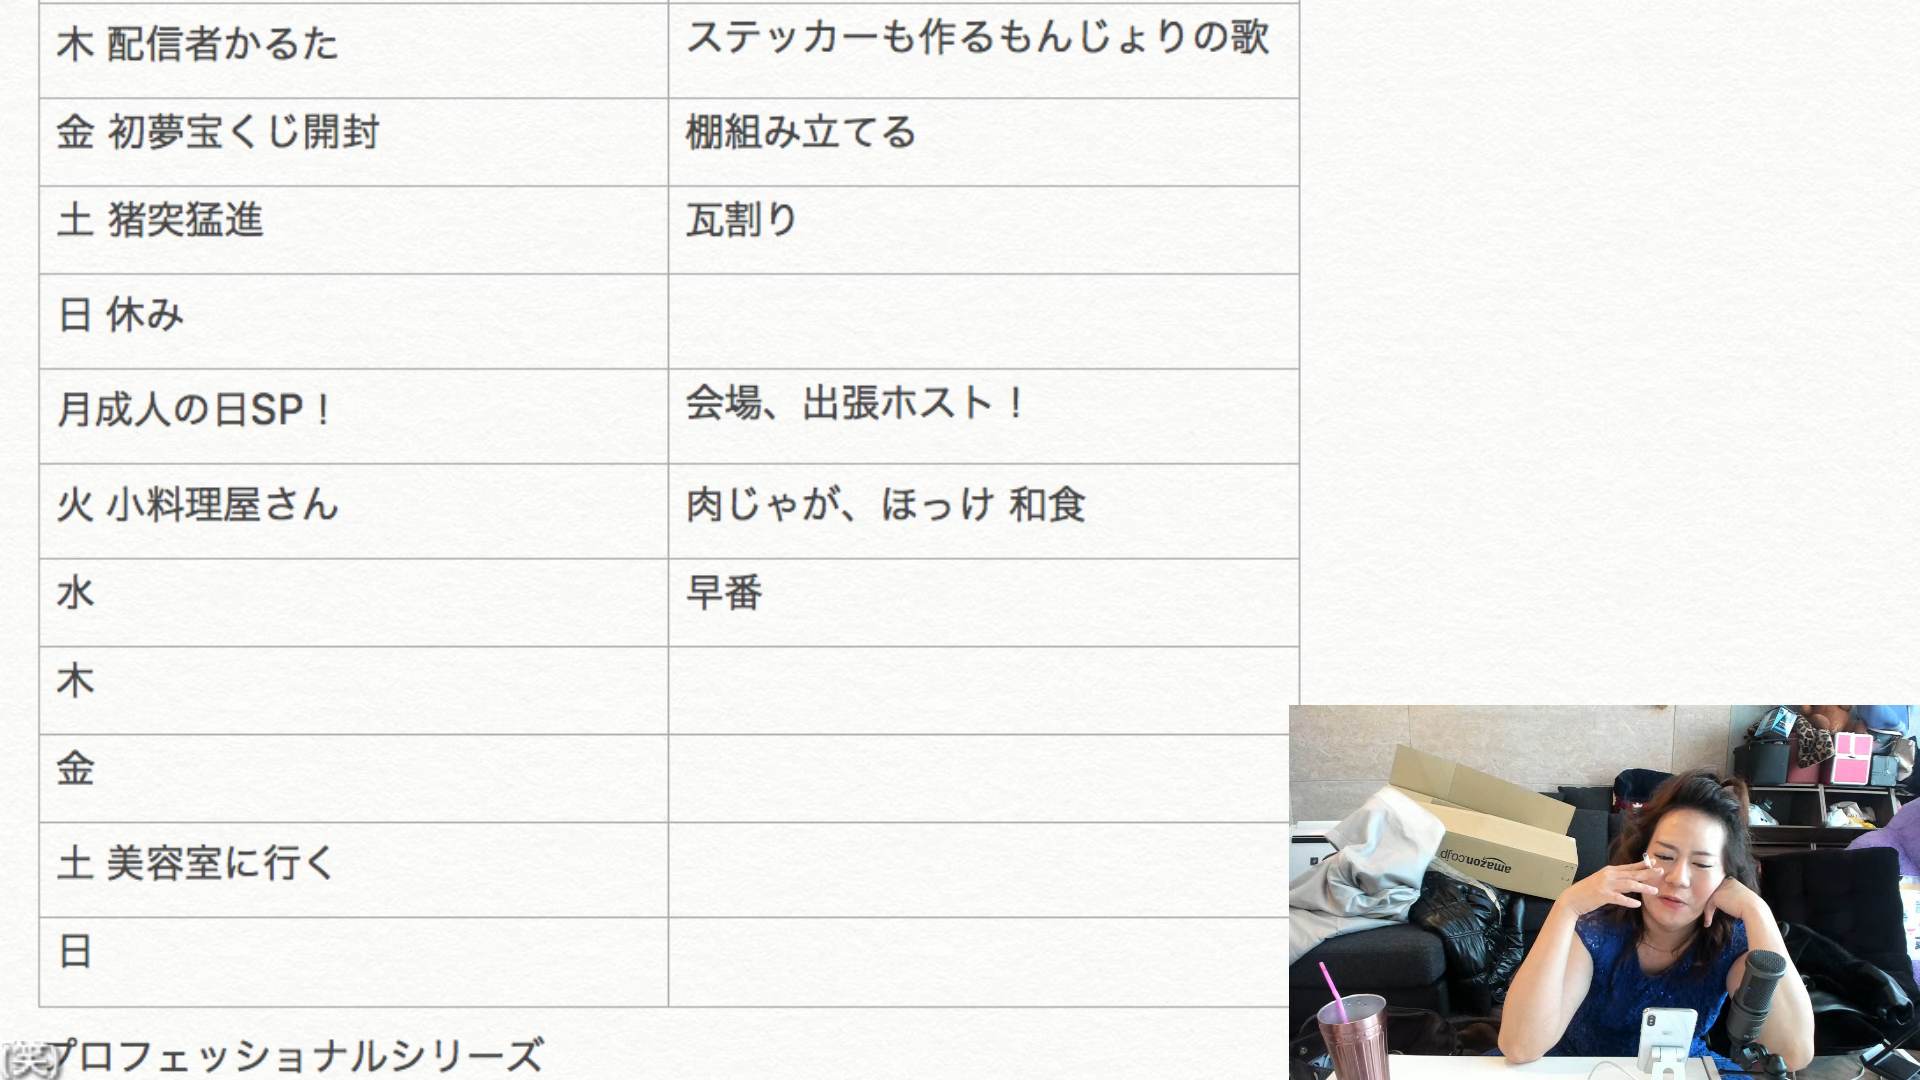 木 配信者かるた
ステッカーも作るもんじょりの歌
金 初夢宝くじ開封
棚組み立てる
土 猪突猛進
瓦割り
日 休み
月成人の日SP！
会場、出張ホスト！
火 小料理屋さん
肉じゃが、ほっけ 和食
水
早番
木
金
土 美容室に行く
日
プロフェッショナルシリーズ
(笑)
amazon.co.jp